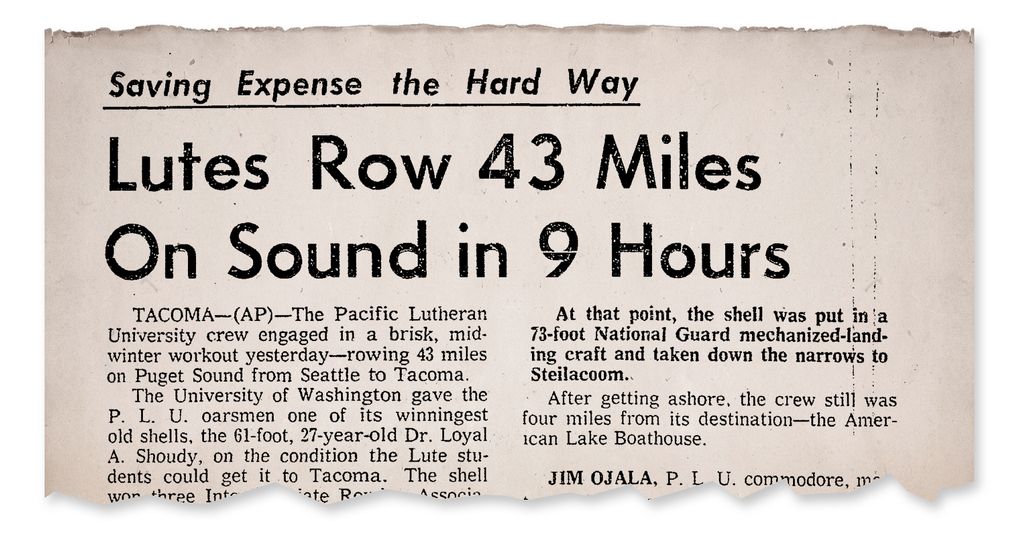 Saving Expense the Hard Way
Lutes Row 43 Miles
On Sound in 9 Hours
TACOMA—(AP)—The Pacific Lutheran
University crew engaged in a brisk, mid-
winter workout yesterday—rowing 43 miles
on Puget Sound from Seattle to Tacoma.
The University of Washington gave the
P. L. U. oarsmen one of its winningest
old shells, the 61-foot, 27-year-old Dr. Loyal
A. Shoudy, on the condition the Lute stu-
dents could get it to Tacoma. The shell
won three
At that point, the shell was put in a
73-foot National Guard mechanized-land-
ing craft and taken down the narrows to
Steilacoom.
After getting ashore, the crew still was
four miles from its destination—the Amer-
ican Lake Boathouse.
JIM OJALA, P. L. U. commodore,